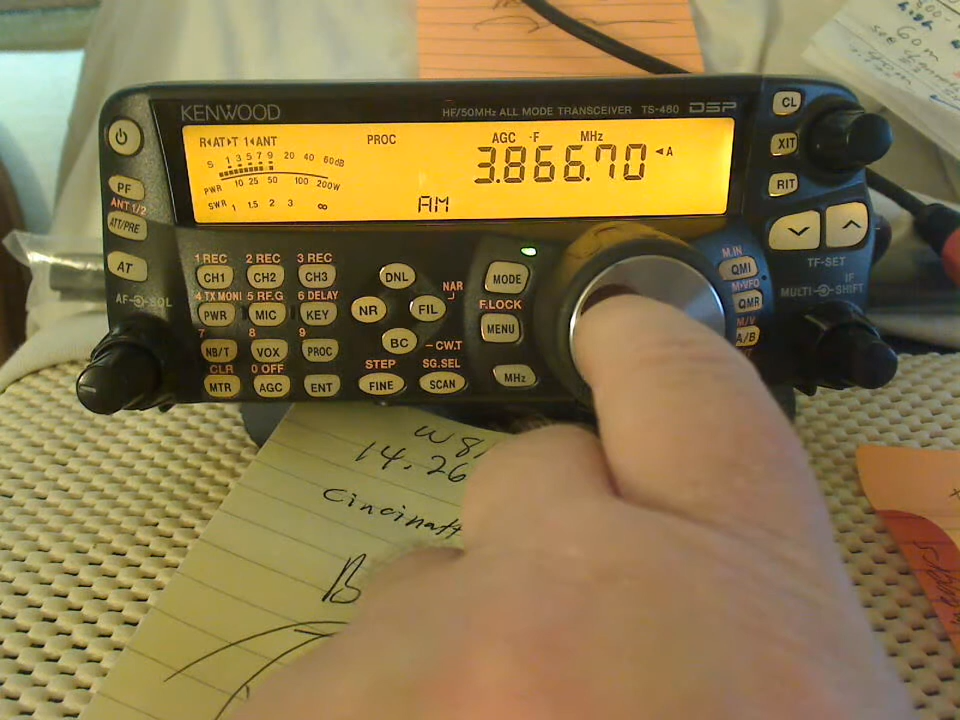 KENWOOD
HF/50MHz ALL MODE TRANSCEIVER TS-480 DSP
R◂AT▸T 1◂ANT PROC AGC -F MHz
S 1 3 5 7 9 20 40 60dB
3.866.70 ◂A
PWR 10 25 50 100 200W
SWR 1 1.5 2 3 ∞
AM
CL
XIT
RIT
PF
ANT 1/2
ATT/PRE
AT
AF SQL
1 REC 2 REC 3 REC
CH1 CH2 CH3
4 TX MONI 5 RF.G 6 DELAY
PWR MIC KEY
7 8 9
NB/T VOX PROC
CLR 0 OFF
MTR AGC ENT
DNL
NR FIL
NAR
BC
CW.T
STEP SG.SEL
FINE SCAN
MODE
F.LOCK
MENU
MHz
M.IN
QMI
M▸VFO
QMR
M/V
A/B
TF-SET
IF
MULTI SHIFT
60m
W8
14.26
Cincinatt
B